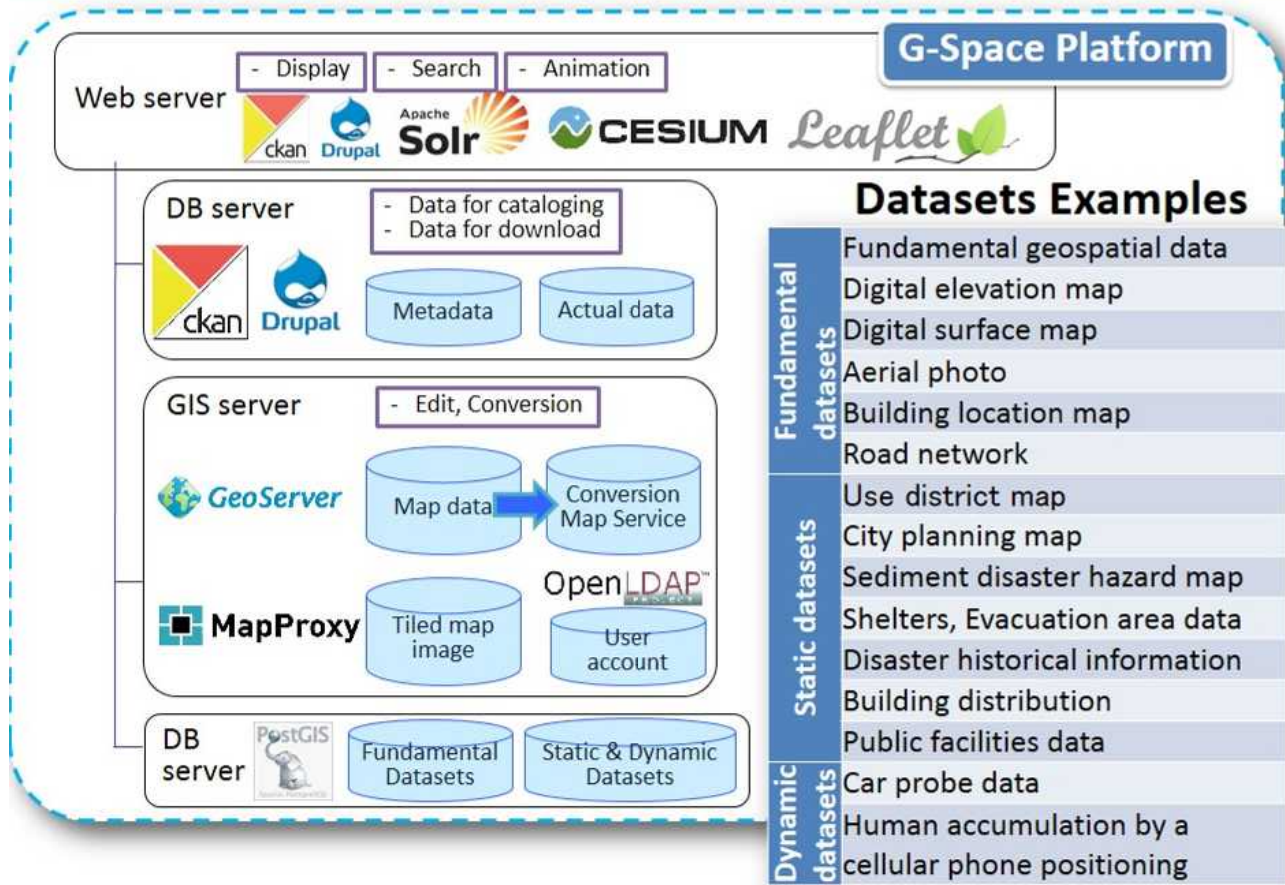 G-Space Platform
- Display
- Search
- Animation
Web server
ckan
Drupal
Apache
Solr
CESIUM
Leaflet
DB server
- Data for cataloging
- Data for download
ckan
Drupal
Metadata
Actual data
GIS server
- Edit, Conversion
GeoServer
Map data
Conversion
Map Service
MapProxy
Tiled map
image
OpenLDAP™
User
account
DB
server
PostGIS
Fundamental
Datasets
Static & Dynamic
Datasets
Datasets Examples
Fundamental
datasets
Fundamental geospatial data
Digital elevation map
Digital surface map
Aerial photo
Building location map
Road network
Static datasets
Use district map
City planning map
Sediment disaster hazard map
Shelters, Evacuation area data
Disaster historical information
Building distribution
Public facilities data
Dynamic
datasets
Car probe data
Human accumulation by a
cellular phone positioning